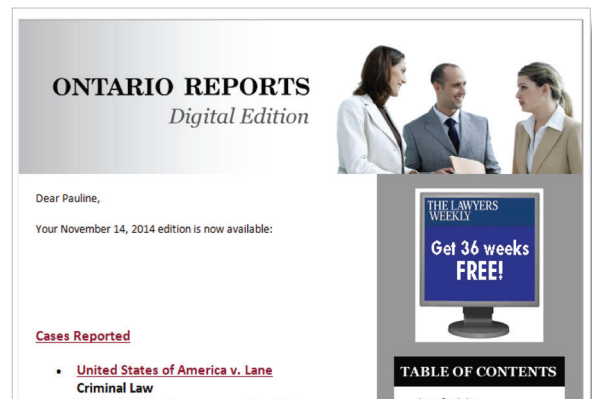 ONTARIO REPORTS
Digital Edition
Dear Pauline,
Your November 14, 2014 edition is now available:
THE LAWYERS
WEEKLY
Get 36 weeks
FREE!
Cases Reported
• United States of America v. Lane
Criminal Law
TABLE OF CONTENTS